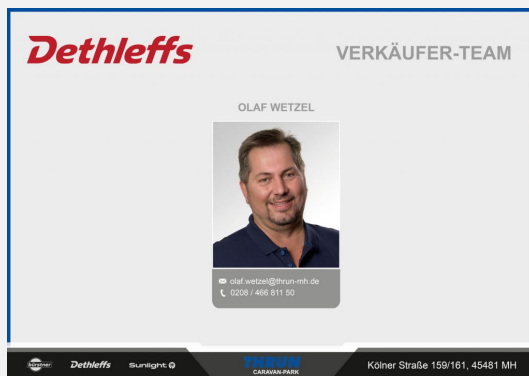 Dethleffs
VERKÄUFER-TEAM
OLAF WETZEL
olaf.wetzel@thrun-mh.de
0208 / 466 811 50
bürstner
Dethleffs
Sunlight
THRUN
CARAVAN-PARK
Kölner Straße 159/161, 45481 MH